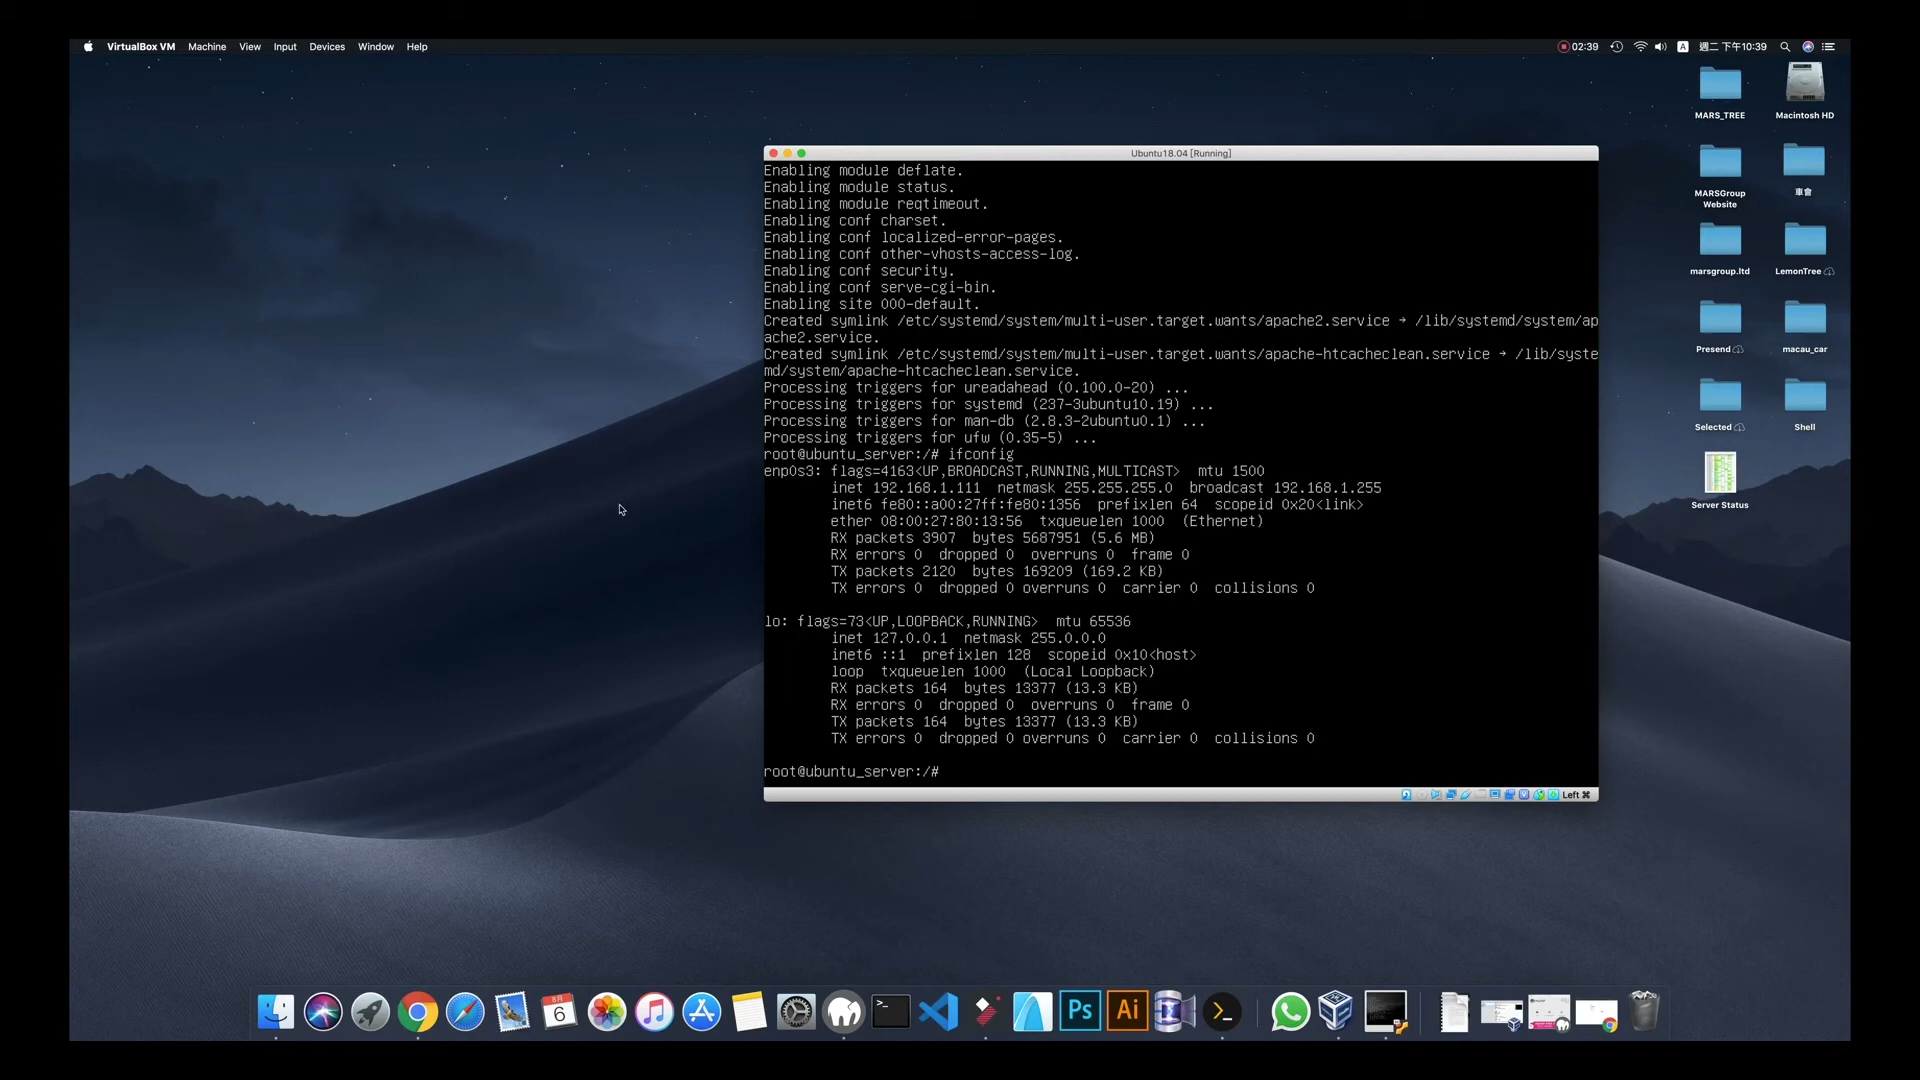 VirtualBox VM Machine View Input Devices Window Help
02:39 A 週二 下午10:39
MARS_TREE
Macintosh HD
MARSGroup
Website
車會
marsgroup.ltd
LemonTree
Presend
macau_car
Selected
Shell
Server Status
Ubuntu18.04 [Running]
Enabling module deflate.
Enabling module status.
Enabling module reqtimeout.
Enabling conf charset.
Enabling conf localized-error-pages.
Enabling conf other-vhosts-access-log.
Enabling conf security.
Enabling conf serve-cgi-bin.
Enabling site 000-default.
Created symlink /etc/systemd/system/multi-user.target.wants/apache2.service → /lib/systemd/system/ap
ache2.service.
Created symlink /etc/systemd/system/multi-user.target.wants/apache-htcacheclean.service → /lib/syste
md/system/apache-htcacheclean.service.
Processing triggers for ureadahead (0.100.0-20) ...
Processing triggers for systemd (237-3ubuntu10.19) ...
Processing triggers for man-db (2.8.3-2ubuntu0.1) ...
Processing triggers for ufw (0.35-5) ...
root@ubuntu_server:/# ifconfig
enp0s3: flags=4163<UP,BROADCAST,RUNNING,MULTICAST> mtu 1500
inet 192.168.1.111 netmask 255.255.255.0 broadcast 192.168.1.255
inet6 fe80::a00:27ff:fe80:1356 prefixlen 64 scopeid 0x20<link>
ether 08:00:27:80:13:56 txqueuelen 1000 (Ethernet)
RX packets 3907 bytes 5687951 (5.6 MB)
RX errors 0 dropped 0 overruns 0 frame 0
TX packets 2120 bytes 169209 (169.2 KB)
TX errors 0 dropped 0 overruns 0 carrier 0 collisions 0
lo: flags=73<UP,LOOPBACK,RUNNING> mtu 65536
inet 127.0.0.1 netmask 255.0.0.0
inet6 ::1 prefixlen 128 scopeid 0x10<host>
loop txqueuelen 1000 (Local Loopback)
RX packets 164 bytes 13377 (13.3 KB)
RX errors 0 dropped 0 overruns 0 frame 0
TX packets 164 bytes 13377 (13.3 KB)
TX errors 0 dropped 0 overruns 0 carrier 0 collisions 0
root@ubuntu_server:/#
Left ⌘
8月
6
Ps
Ai